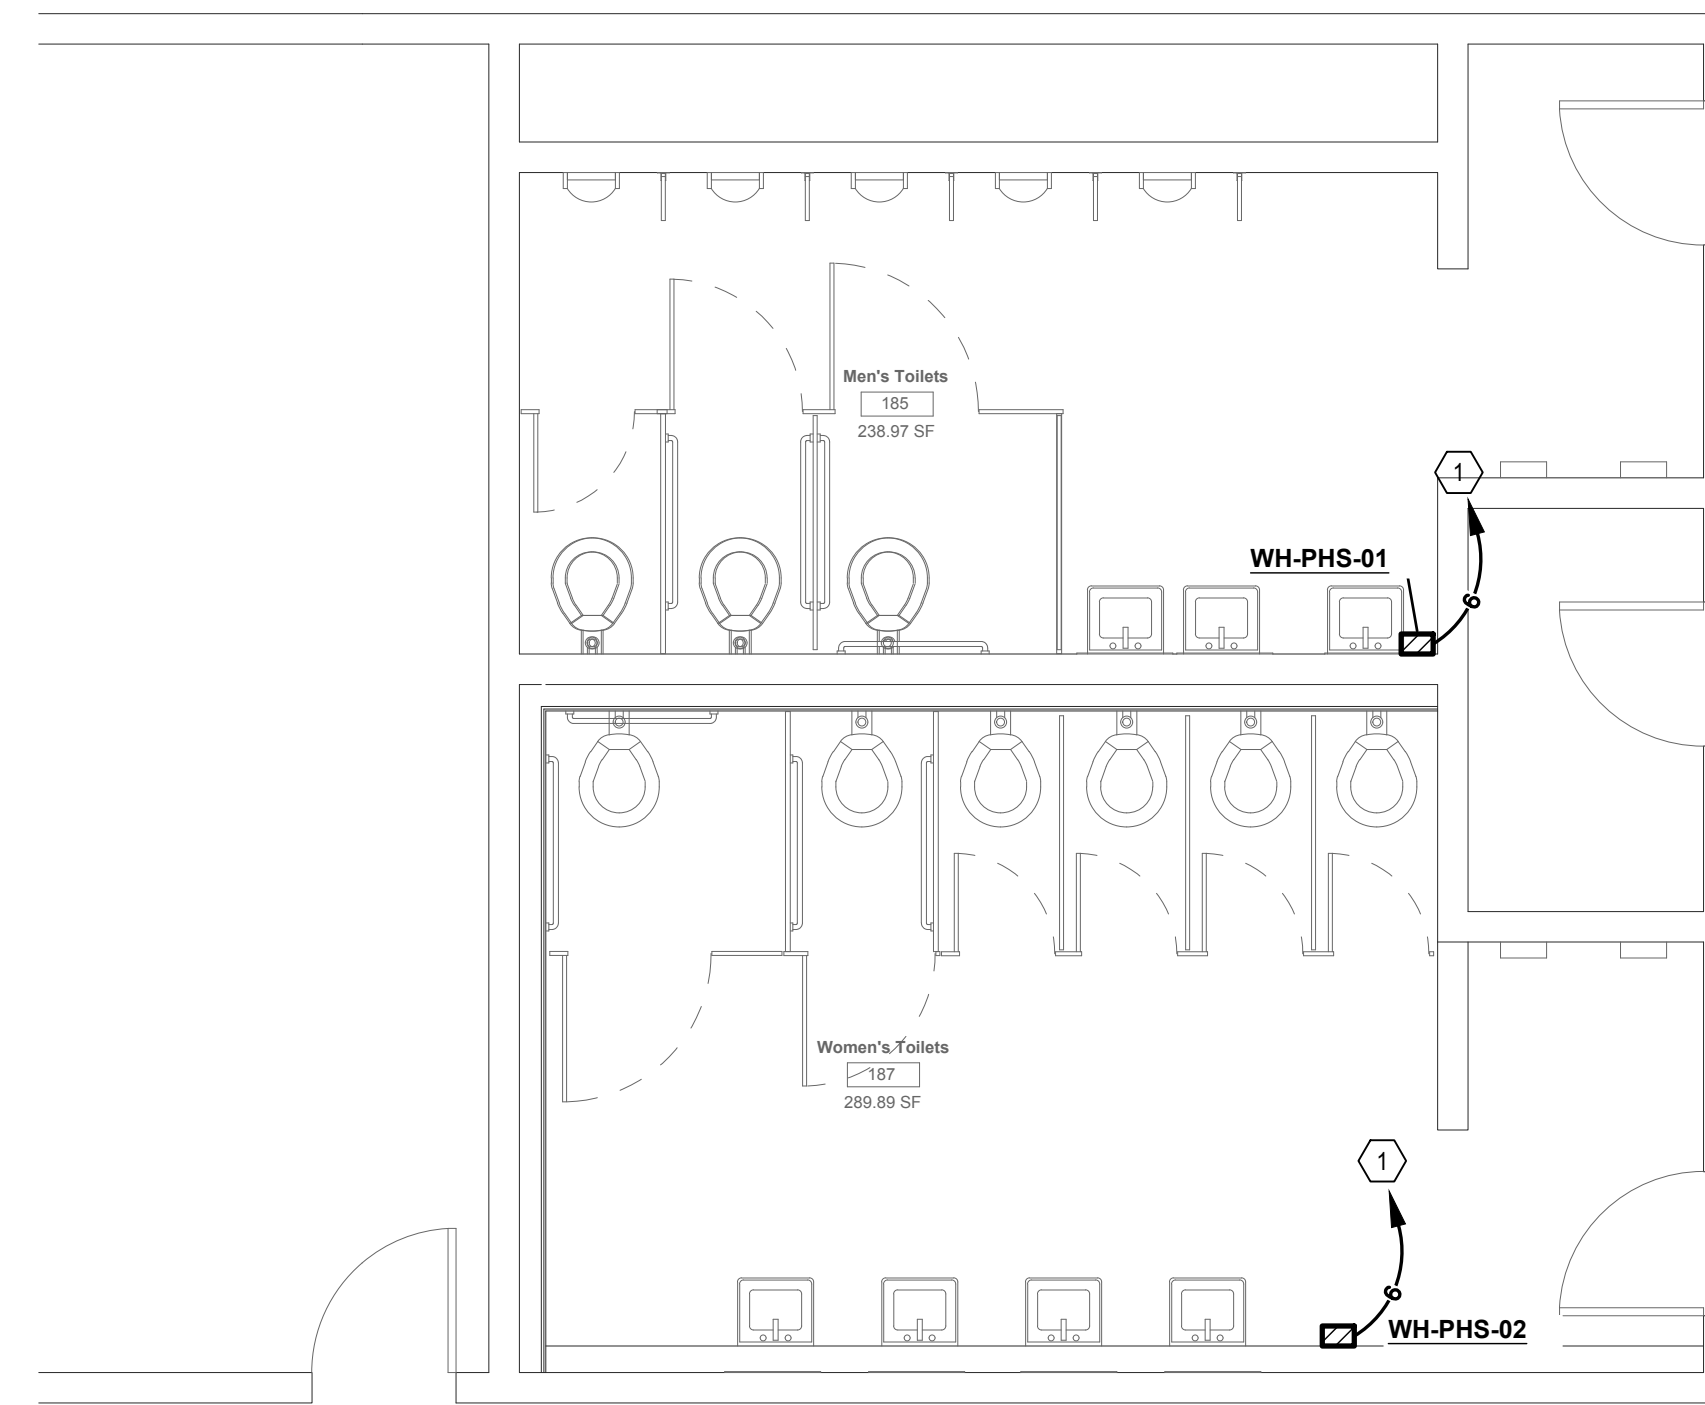 Men's Toilets
185
238.97 SF
1
WH-PHS-01
6
Women's Toilets
187
289.89 SF
1
6
WH-PHS-02